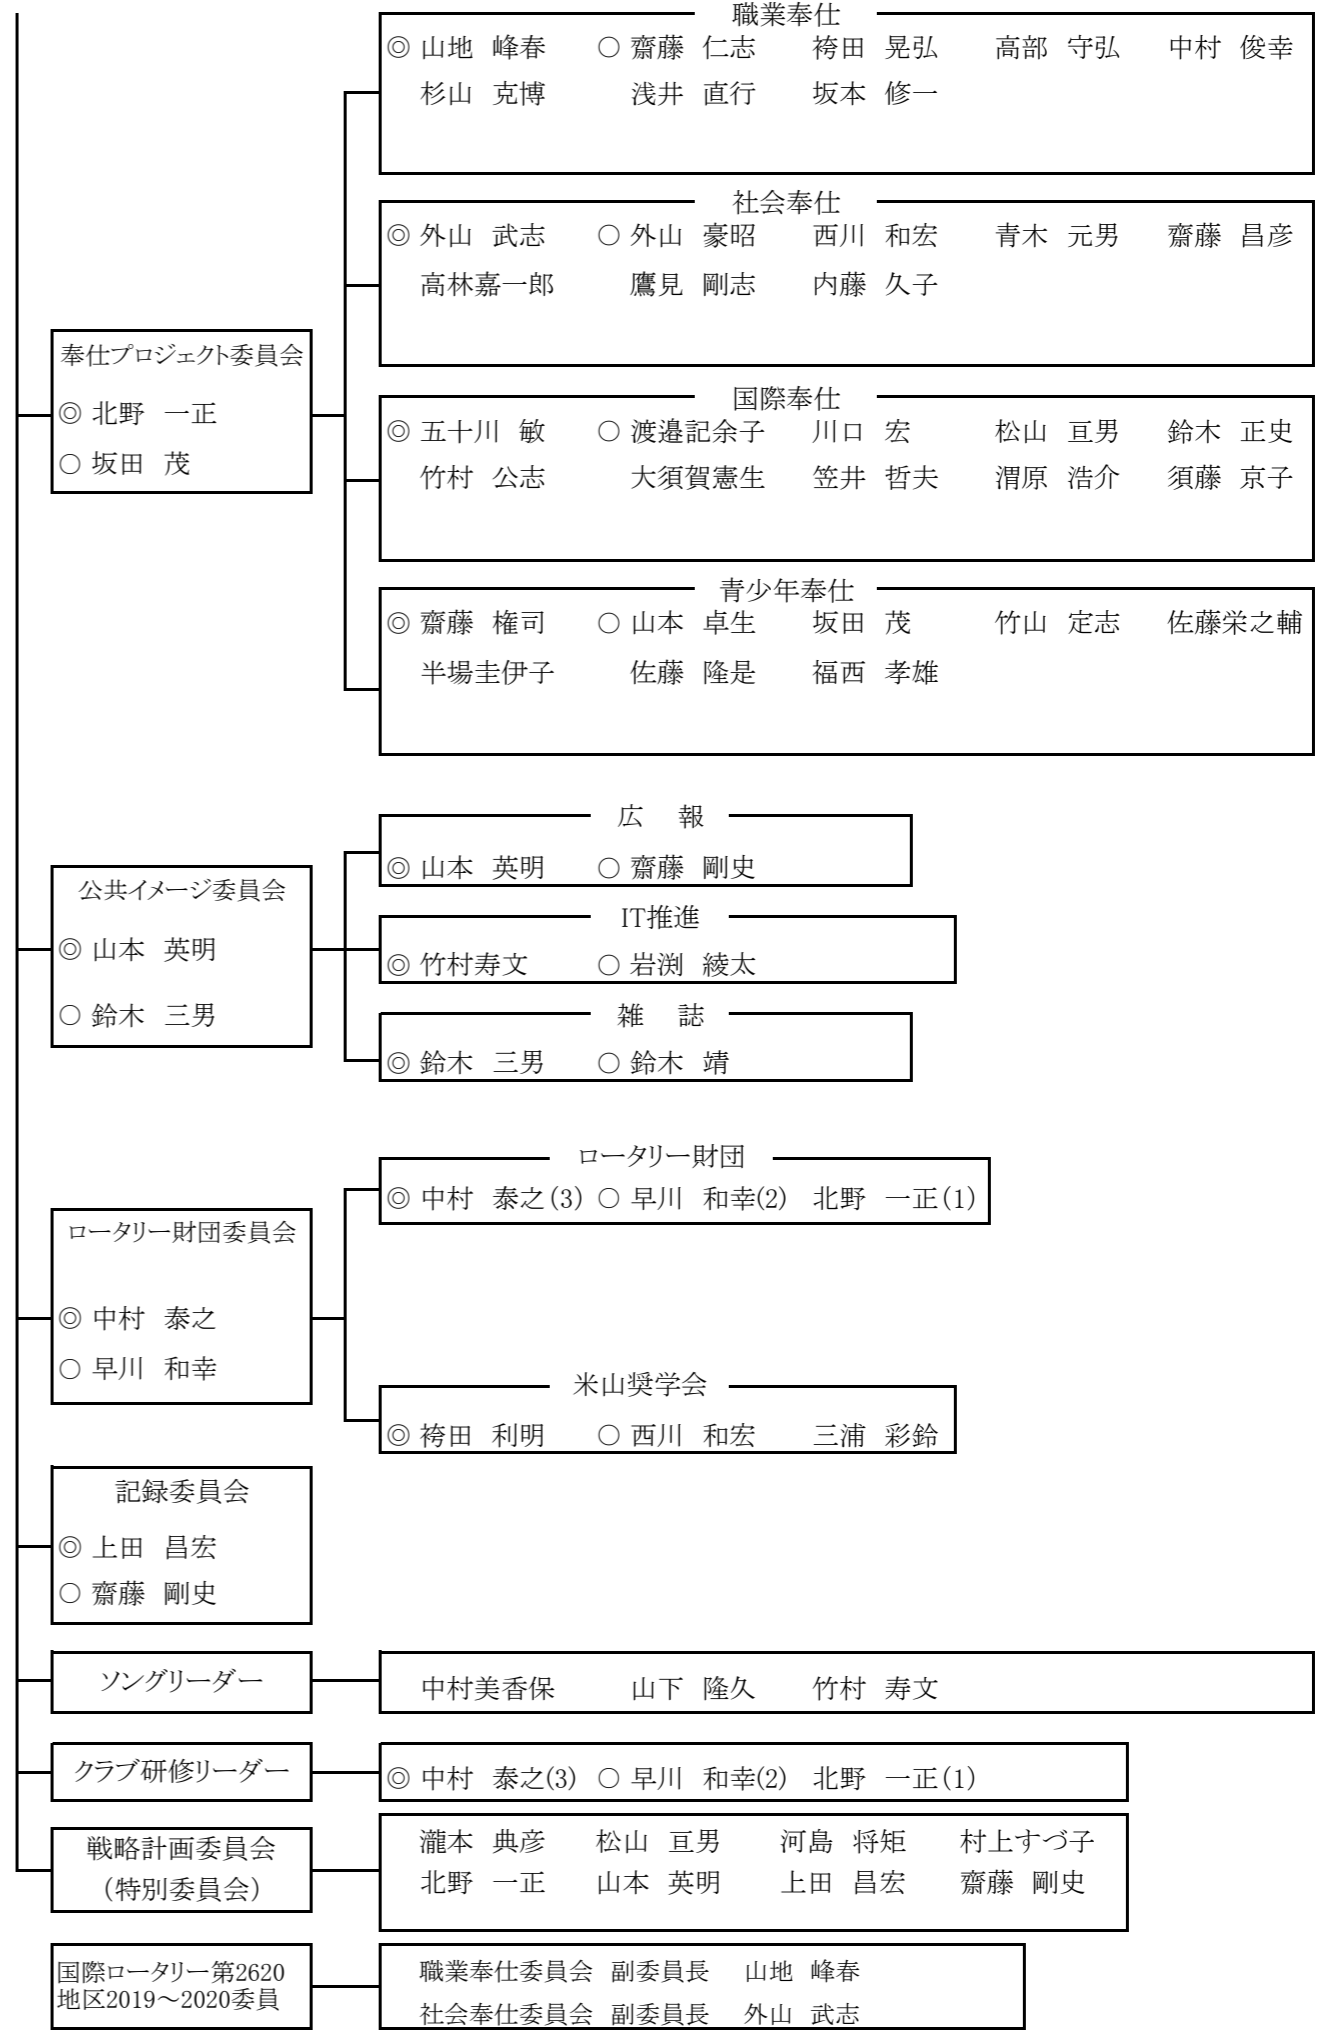 職業奉仕
◎ 山地 峰春 ○ 齋藤 仁志 袴田 晃弘 高部 守弘 中村 俊幸
杉山 克博 浅井 直行 坂本 修一
社会奉仕
◎ 外山 武志 ○ 外山 豪昭 西川 和宏 青木 元男 齋藤 昌彦
高林嘉一郎 鷹見 剛志 内藤 久子
奉仕プロジェクト委員会
◎ 北野 一正
○ 坂田 茂
国際奉仕
◎ 五十川 敏 ○ 渡邉記余子 川口 宏 松山 亘男 鈴木 正史
竹村 公志 大須賀憲生 笠井 哲夫 渭原 浩介 須藤 京子
青少年奉仕
◎ 齋藤 権司 ○ 山本 卓生 坂田 茂 竹山 定志 佐藤栄之輔
半場圭伊子 佐藤 隆是 福西 孝雄
公共イメージ委員会
◎ 山本 英明
○ 鈴木 三男
広 報
◎ 山本 英明 ○ 齋藤 剛史
IT推進
◎ 竹村寿文 ○ 岩渕 綾太
雑 誌
◎ 鈴木 三男 ○ 鈴木 靖
ロータリー財団委員会
◎ 中村 泰之
○ 早川 和幸
ロータリー財団
◎ 中村 泰之(3) ○ 早川 和幸(2) 北野 一正(1)
米山奨学会
◎ 袴田 利明 ○ 西川 和宏 三浦 彩鈴
記録委員会
◎ 上田 昌宏
○ 齋藤 剛史
ソングリーダー
中村美香保 山下 隆久 竹村 寿文
クラブ研修リーダー
◎ 中村 泰之(3) ○ 早川 和幸(2) 北野 一正(1)
戦略計画委員会
(特別委員会)
瀧本 典彦 松山 亘男 河島 将矩 村上すづ子
北野 一正 山本 英明 上田 昌宏 齋藤 剛史
国際ロータリー第2620
地区2019～2020委員
職業奉仕委員会 副委員長 山地 峰春
社会奉仕委員会 副委員長 外山 武志